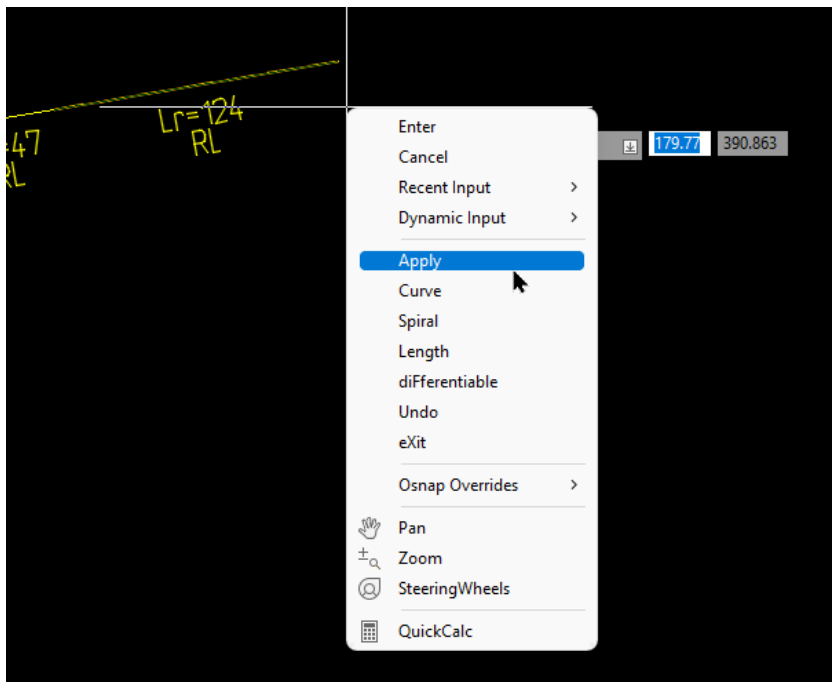 Lr=124
RL
=47
RL
Enter
Cancel
Recent Input
Dynamic Input
179.77 390.863
Apply
Curve
Spiral
Length
diFferentiable
Undo
eXit
Osnap Overrides
Pan
Zoom
SteeringWheels
QuickCalc